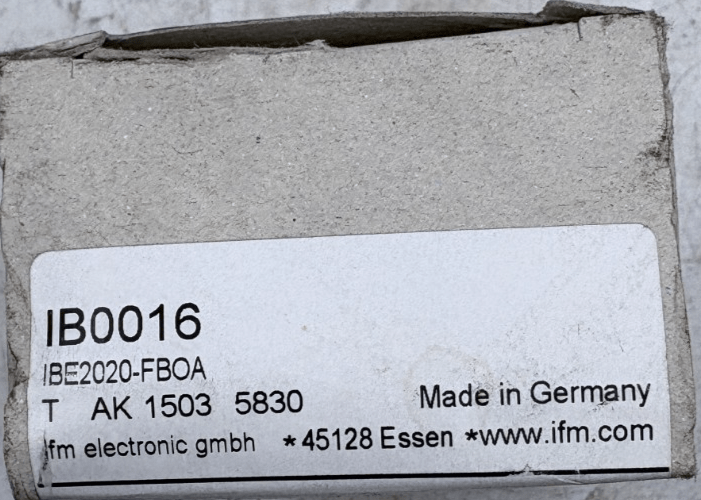 IB0016
IBE2020-FBOA
T AK 1503 5830 Made in Germany
ifm electronic gmbh *45128 Essen *www.ifm.com